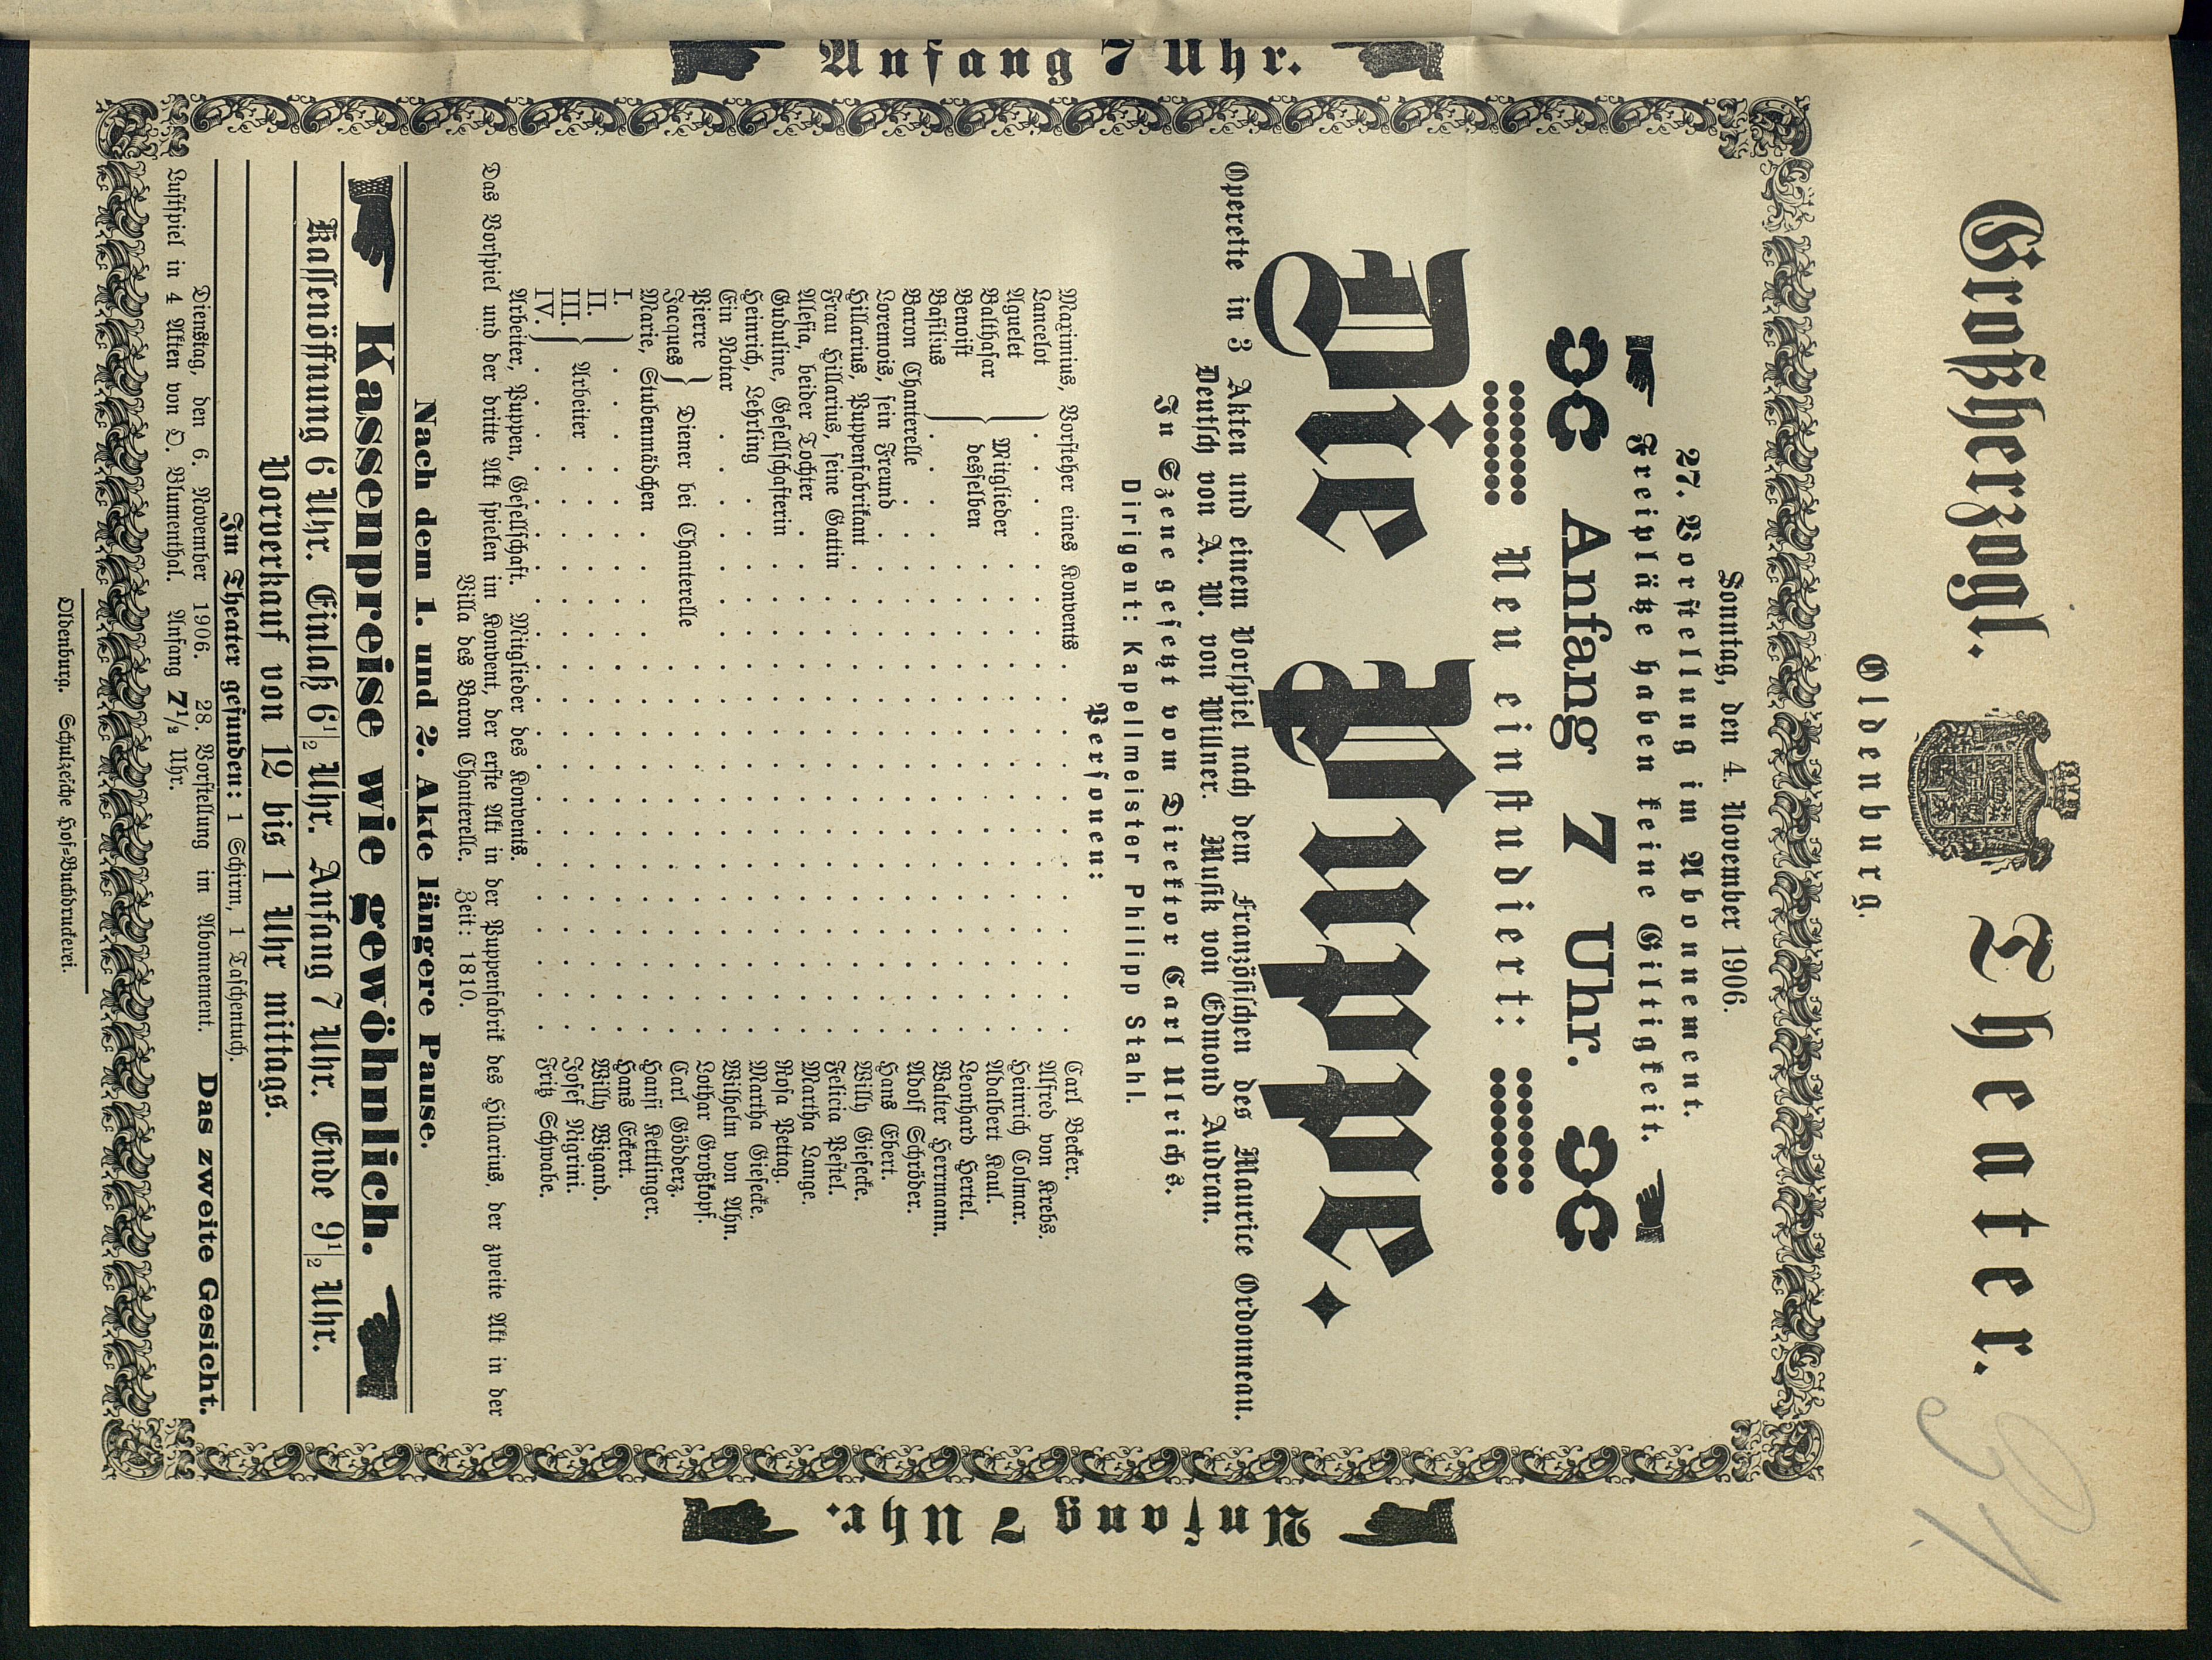 Großherzogl. Theater.
Oldenburg.
Sonntag, den 4. November 1906.
27. Vorstellung im Abonnement.
Freiplätze haben keine Giltigkeit.
Anfang 7 Uhr.
Neu einstudiert:
Die Puppe.
Operette in 3 Akten und einem Vorspiel nach dem Französischen des Maurice Ordonneau.
Deutsch von A. W. von Willner. Musik von Edmond Audran.
In Szene gesetzt vom Direktor Carl Ulrichs.
Dirigent: Kapellmeister Philipp Stahl.
Personen:
Maximius, Vorsteher eines Konvents . . . Carl Becker.
Lancelot . . . Alfred von Krebs.
Aguelet . . . Heinrich Colmar.
Balthasar } Mitglieder . . . Adalbert Kaul.
Benoist } desselben . . . Leonhard Hertel.
Basilius . . . Walter Herrmann.
Baron Chanterelle . . . Adolf Schröder.
Loremois, sein Freund . . . Hans Ebert.
Hillarius, Puppenfabrikant . . . Willy Giesecke.
Frau Hillarius, seine Gattin . . . Felicia Pestel.
Alesia, beider Tochter . . . Martha Lange.
Guduline, Gesellschafterin . . . Rosa Pettag.
Heinrich, Lehrling . . . Martha Giesecke.
Ein Notar . . . Wilhelm von Ahn.
Pierre } Diener bei Chanterelle . . . Lothar Großkopf.
Jacques } . . . Carl Gödderz.
Marie, Stubenmädchen . . . Hansi Kettlinger.
I. . . . Hans Eckert.
II. } Arbeiter . . . Willy Wigand.
III. } . . . Josef Nigrini.
IV. . . . Fritz Schwabe.
Arbeiter, Puppen, Gesellschaft. Mitglieder des Konvents.
Das Vorspiel und der dritte Akt spielen im Konvent, der erste Akt in der Puppenfabrik des Hillarius, der zweite Akt in der
Villa des Baron Chanterelle. Zeit: 1810.
Nach dem 1. und 2. Akte längere Pause.
Kassenpreise wie gewöhnlich.
Kassenöffnung 6 Uhr. Einlaß 6½ Uhr. Anfang 7 Uhr. Ende 9½ Uhr.
Vorverkauf von 12 bis 1 Uhr mittags.
Im Theater gefunden: 1 Schirm, 1 Taschentuch.
Dienstag, den 6. November 1906. 28. Vorstellung im Abonnement. Das zweite Gesicht.
Lustspiel in 4 Akten von O. Blumenthal. Anfang 7½ Uhr.
Oldenburg. Schulzesche Hof=Buchdruckerei.
Anfang 7 Uhr.
Anfang 7 Uhr.